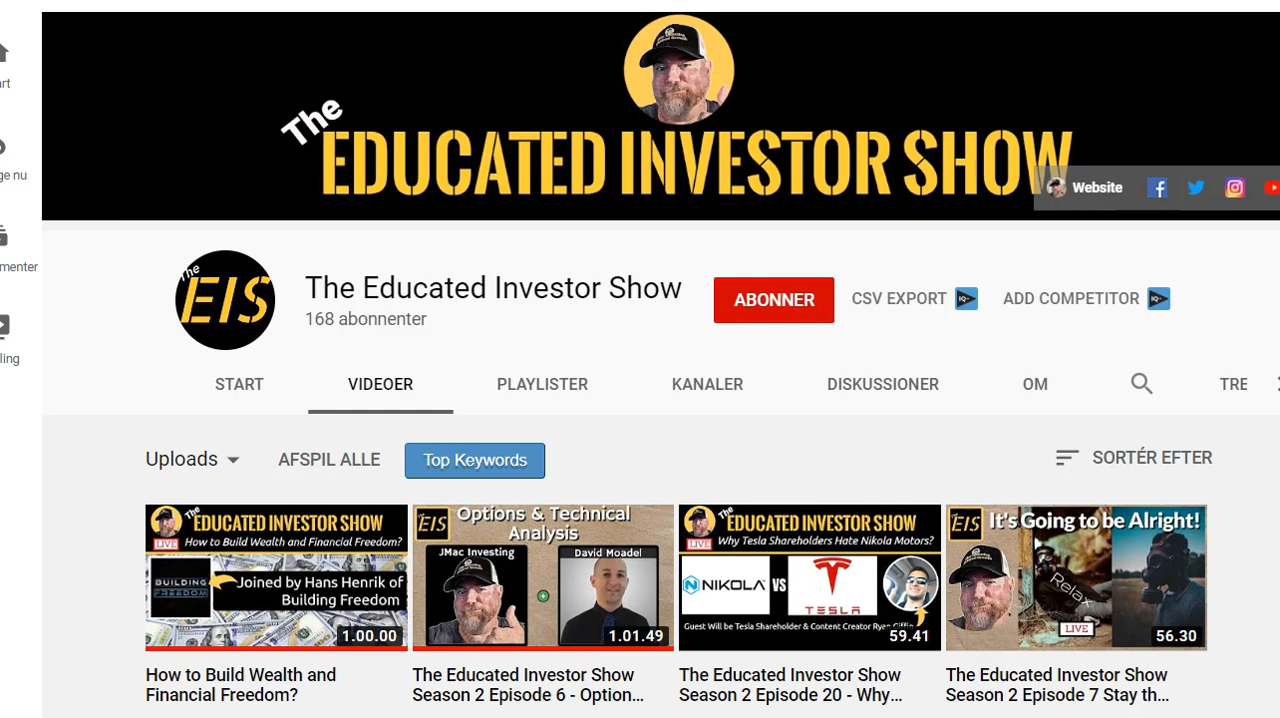 The
EDUCATED INVESTOR SHOW
Website
art
ge nu
menter
ling
The
EIS
The Educated Investor Show
168 abonnenter
ABONNER
CSV EXPORT
ADD COMPETITOR
START
VIDEOER
PLAYLISTER
KANALER
DISKUSSIONER
OM
TRE
Uploads
AFSPIL ALLE
Top Keywords
SORTÉR EFTER
The
EDUCATED INVESTOR SHOW
LIVE
How to Build Wealth and Financial Freedom?
BUILDING
FREEDOM
Joined by Hans Henrik of
Building Freedom
1.00.00
How to Build Wealth and
Financial Freedom?
EIS
Options & Technical
Analysis
JMac Investing
David Moadel
1.01.49
The Educated Investor Show
Season 2 Episode 6 - Option...
The
EDUCATED INVESTOR SHOW
LIVE
Why Tesla Shareholders Hate Nikola Motors?
NIKOLA
VS
TESLA
Guest Will be Tesla Shareholder & Content Creator Ryan
59.41
The Educated Investor Show
Season 2 Episode 20 - Why...
EIS
It's Going to be Alright!
Relax
LIVE
56.30
The Educated Investor Show
Season 2 Episode 7 Stay th...